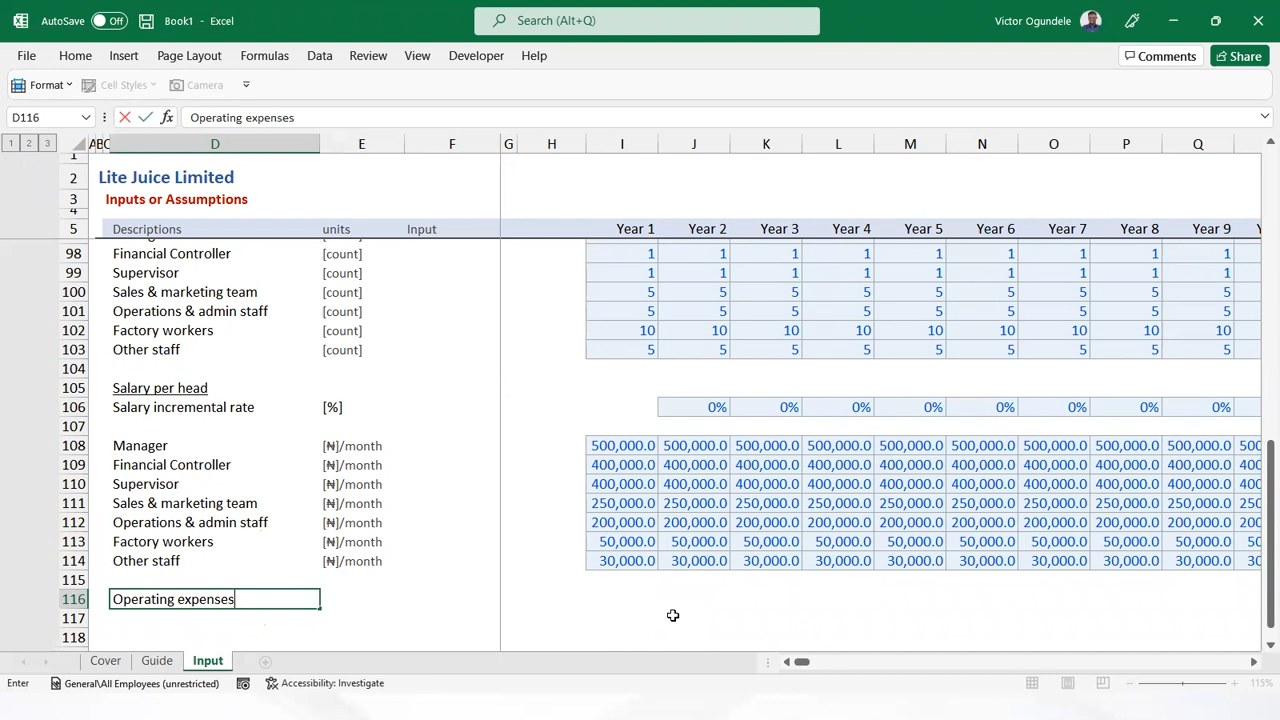 AutoSave Off Book1 - Excel Search (Alt+Q) Victor Ogundele
File Home Insert Page Layout Formulas Data Review View Developer Help Comments Share
Format Cell Styles Camera
D116 fx Operating expenses
1 2 3 A B C D E F G H I J K L M N O P Q
1
2 Lite Juice Limited
3 Inputs or Assumptions
4
5 Descriptions units Input Year 1 Year 2 Year 3 Year 4 Year 5 Year 6 Year 7 Year 8 Year 9
98 Financial Controller [count] 1 1 1 1 1 1 1 1 1
99 Supervisor [count] 1 1 1 1 1 1 1 1 1
100 Sales & marketing team [count] 5 5 5 5 5 5 5 5 5
101 Operations & admin staff [count] 5 5 5 5 5 5 5 5 5
102 Factory workers [count] 10 10 10 10 10 10 10 10 10
103 Other staff [count] 5 5 5 5 5 5 5 5 5
104
105 Salary per head
106 Salary incremental rate [%] 0% 0% 0% 0% 0% 0% 0% 0%
107
108 Manager [₦]/month 500,000.0 500,000.0 500,000.0 500,000.0 500,000.0 500,000.0 500,000.0 500,000.0 500,000.0 500
109 Financial Controller [₦]/month 400,000.0 400,000.0 400,000.0 400,000.0 400,000.0 400,000.0 400,000.0 400,000.0 400,000.0 400
110 Supervisor [₦]/month 400,000.0 400,000.0 400,000.0 400,000.0 400,000.0 400,000.0 400,000.0 400,000.0 400,000.0 400
111 Sales & marketing team [₦]/month 250,000.0 250,000.0 250,000.0 250,000.0 250,000.0 250,000.0 250,000.0 250,000.0 250,000.0 250
112 Operations & admin staff [₦]/month 200,000.0 200,000.0 200,000.0 200,000.0 200,000.0 200,000.0 200,000.0 200,000.0 200,000.0 200
113 Factory workers [₦]/month 50,000.0 50,000.0 50,000.0 50,000.0 50,000.0 50,000.0 50,000.0 50,000.0 50,000.0 50
114 Other staff [₦]/month 30,000.0 30,000.0 30,000.0 30,000.0 30,000.0 30,000.0 30,000.0 30,000.0 30,000.0 30
115
116 Operating expenses
117
118
Cover Guide Input
Enter General\All Employees (unrestricted) Accessibility: Investigate 115%